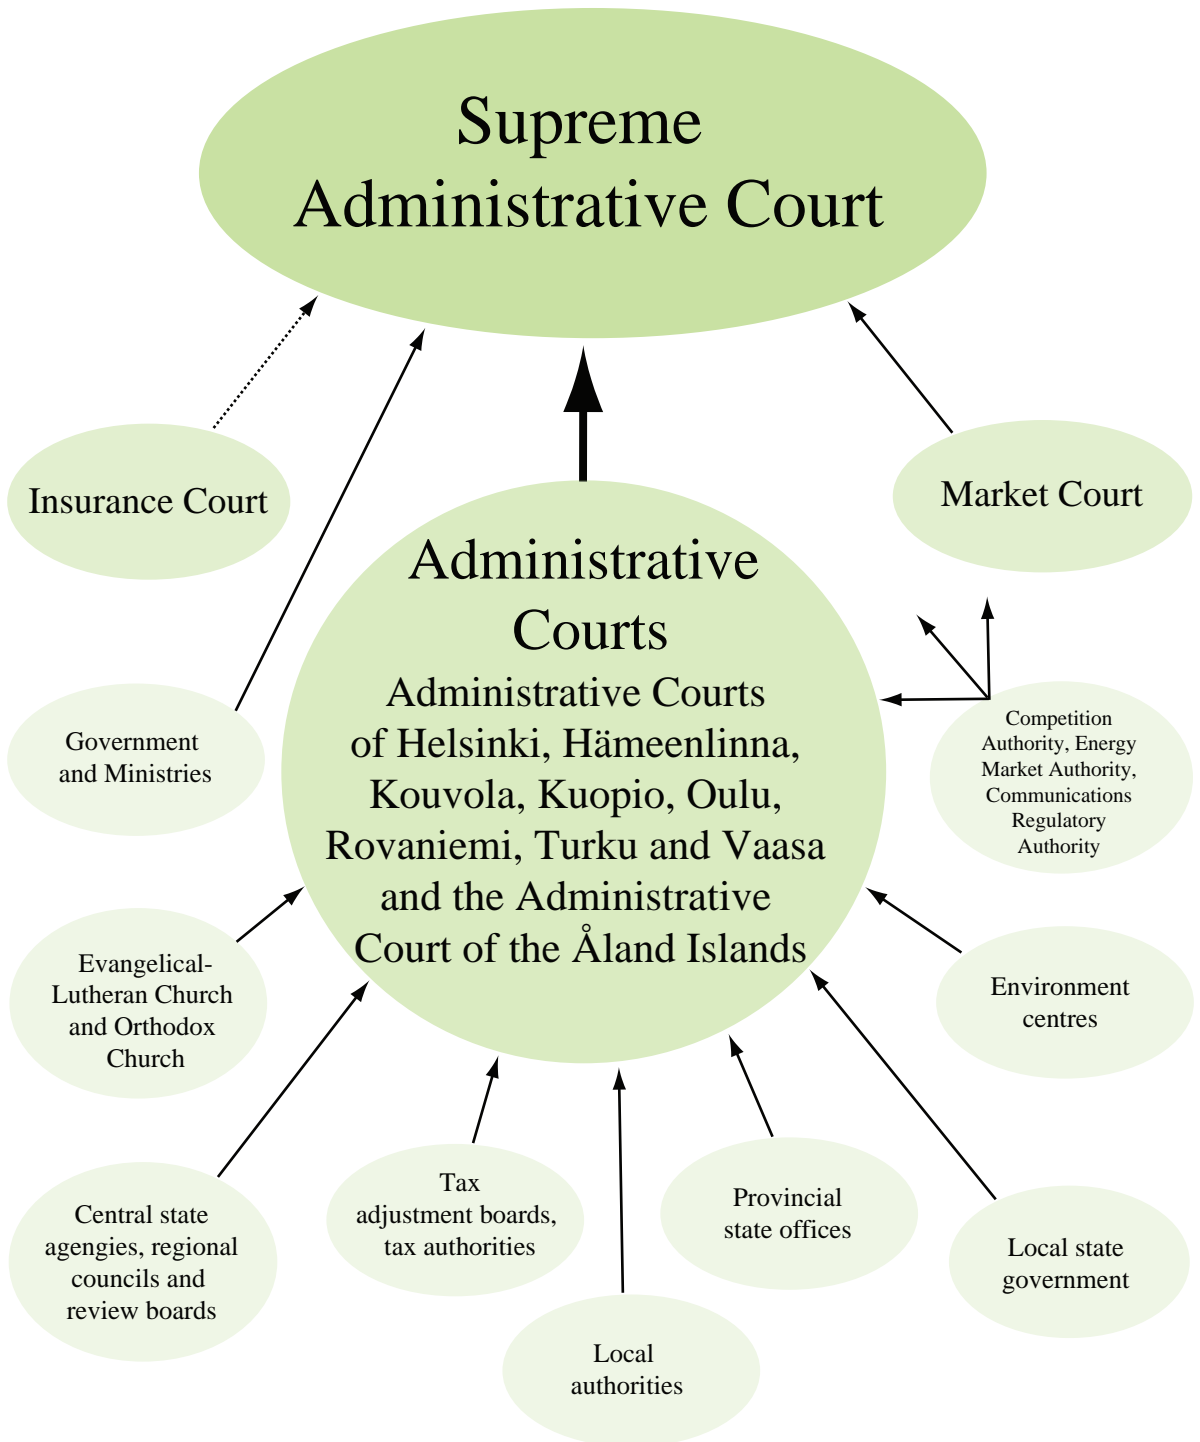 Supreme
Administrative Court
Insurance Court
Market Court
Administrative
Courts
Administrative Courts
of Helsinki, Hämeenlinna,
Kouvola, Kuopio, Oulu,
Rovaniemi, Turku and Vaasa
and the Administrative
Court of the Åland Islands
Government
and Ministries
Competition
Authority, Energy
Market Authority,
Communications
Regulatory
Authority
Evangelical-
Lutheran Church
and Orthodox
Church
Environment
centres
Central state
agengies, regional
councils and
review boards
Tax
adjustment boards,
tax authorities
Provincial
state offices
Local state
government
Local
authorities